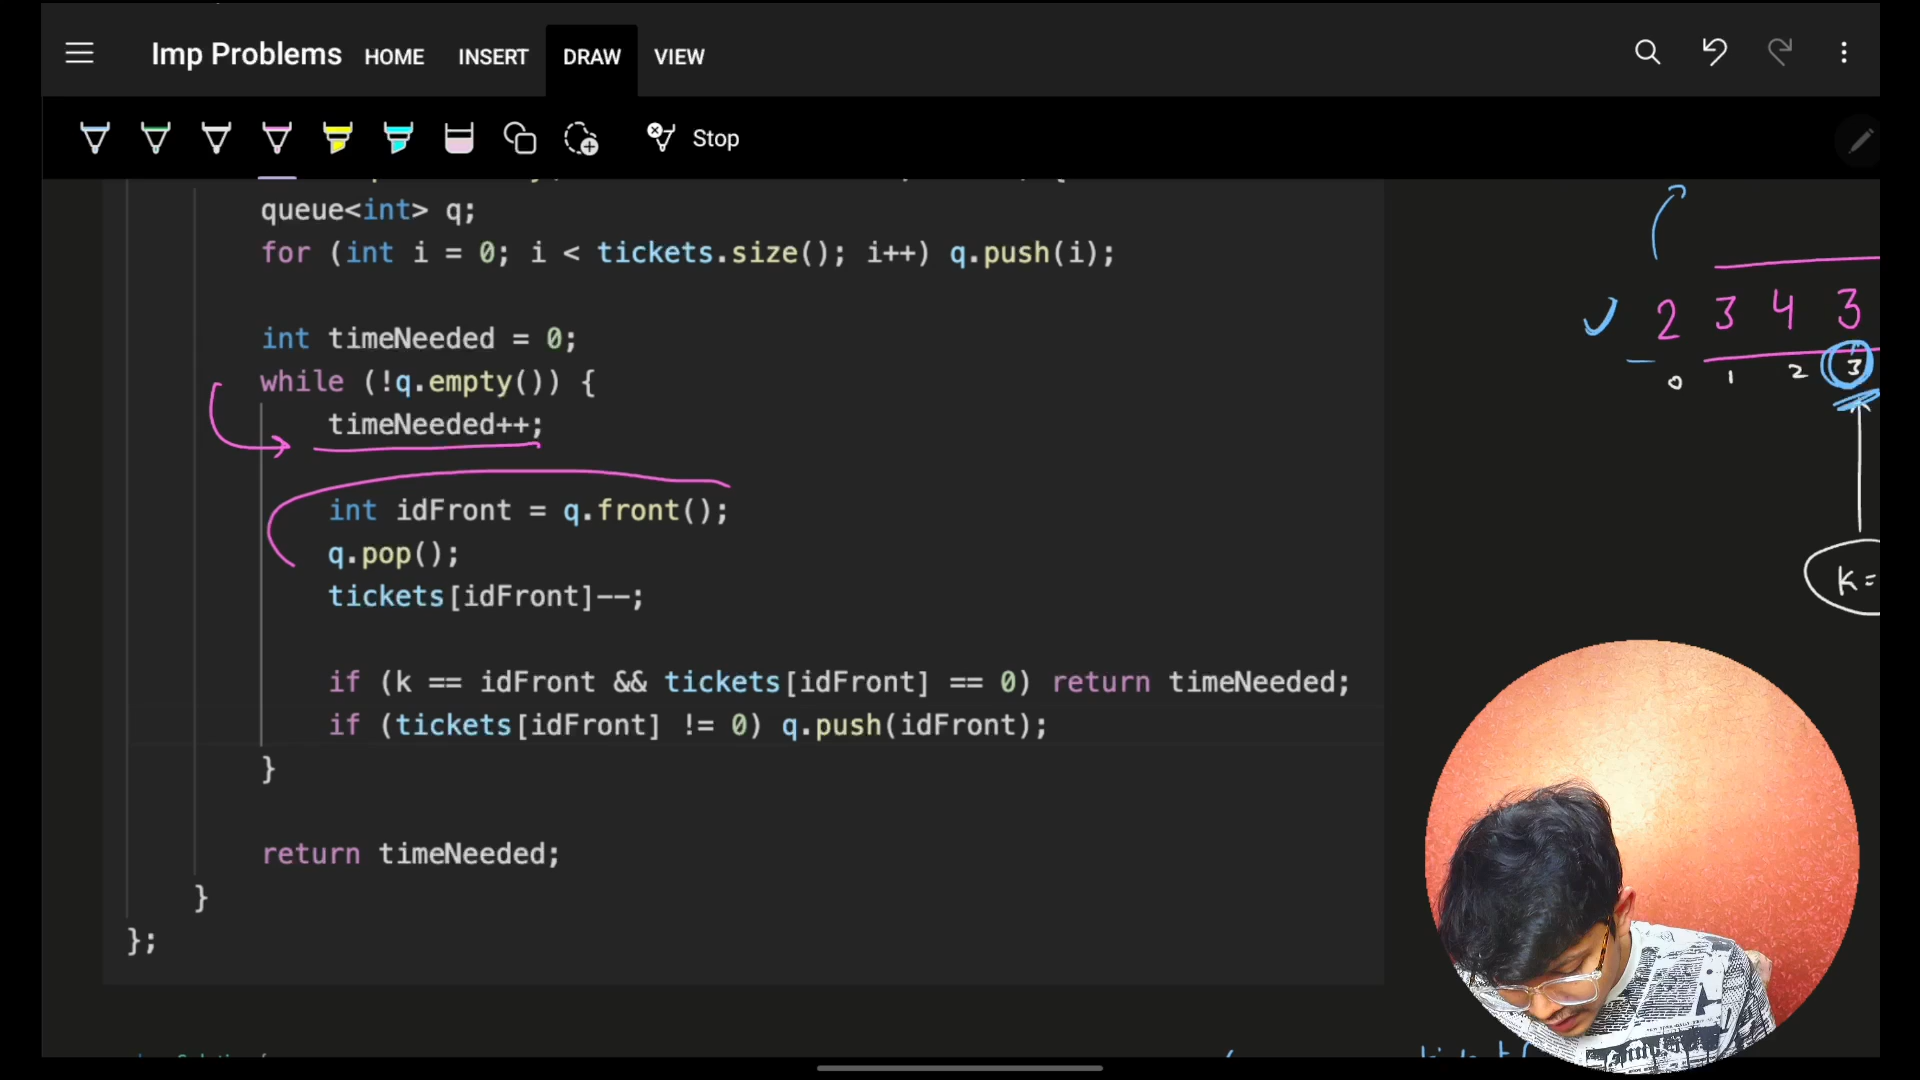 Imp Problems HOME INSERT DRAW VIEW
Stop
queue<int> q;
for (int i = 0; i < tickets.size(); i++) q.push(i);
int timeNeeded = 0;
while (!q.empty()) {
timeNeeded++;
int idFront = q.front();
q.pop();
tickets[idFront]--;
if (k == idFront && tickets[idFront] == 0) return timeNeeded;
if (tickets[idFront] != 0) q.push(idFront);
}
return timeNeeded;
}
};
2 3 4 3
0 1 2 3
k=